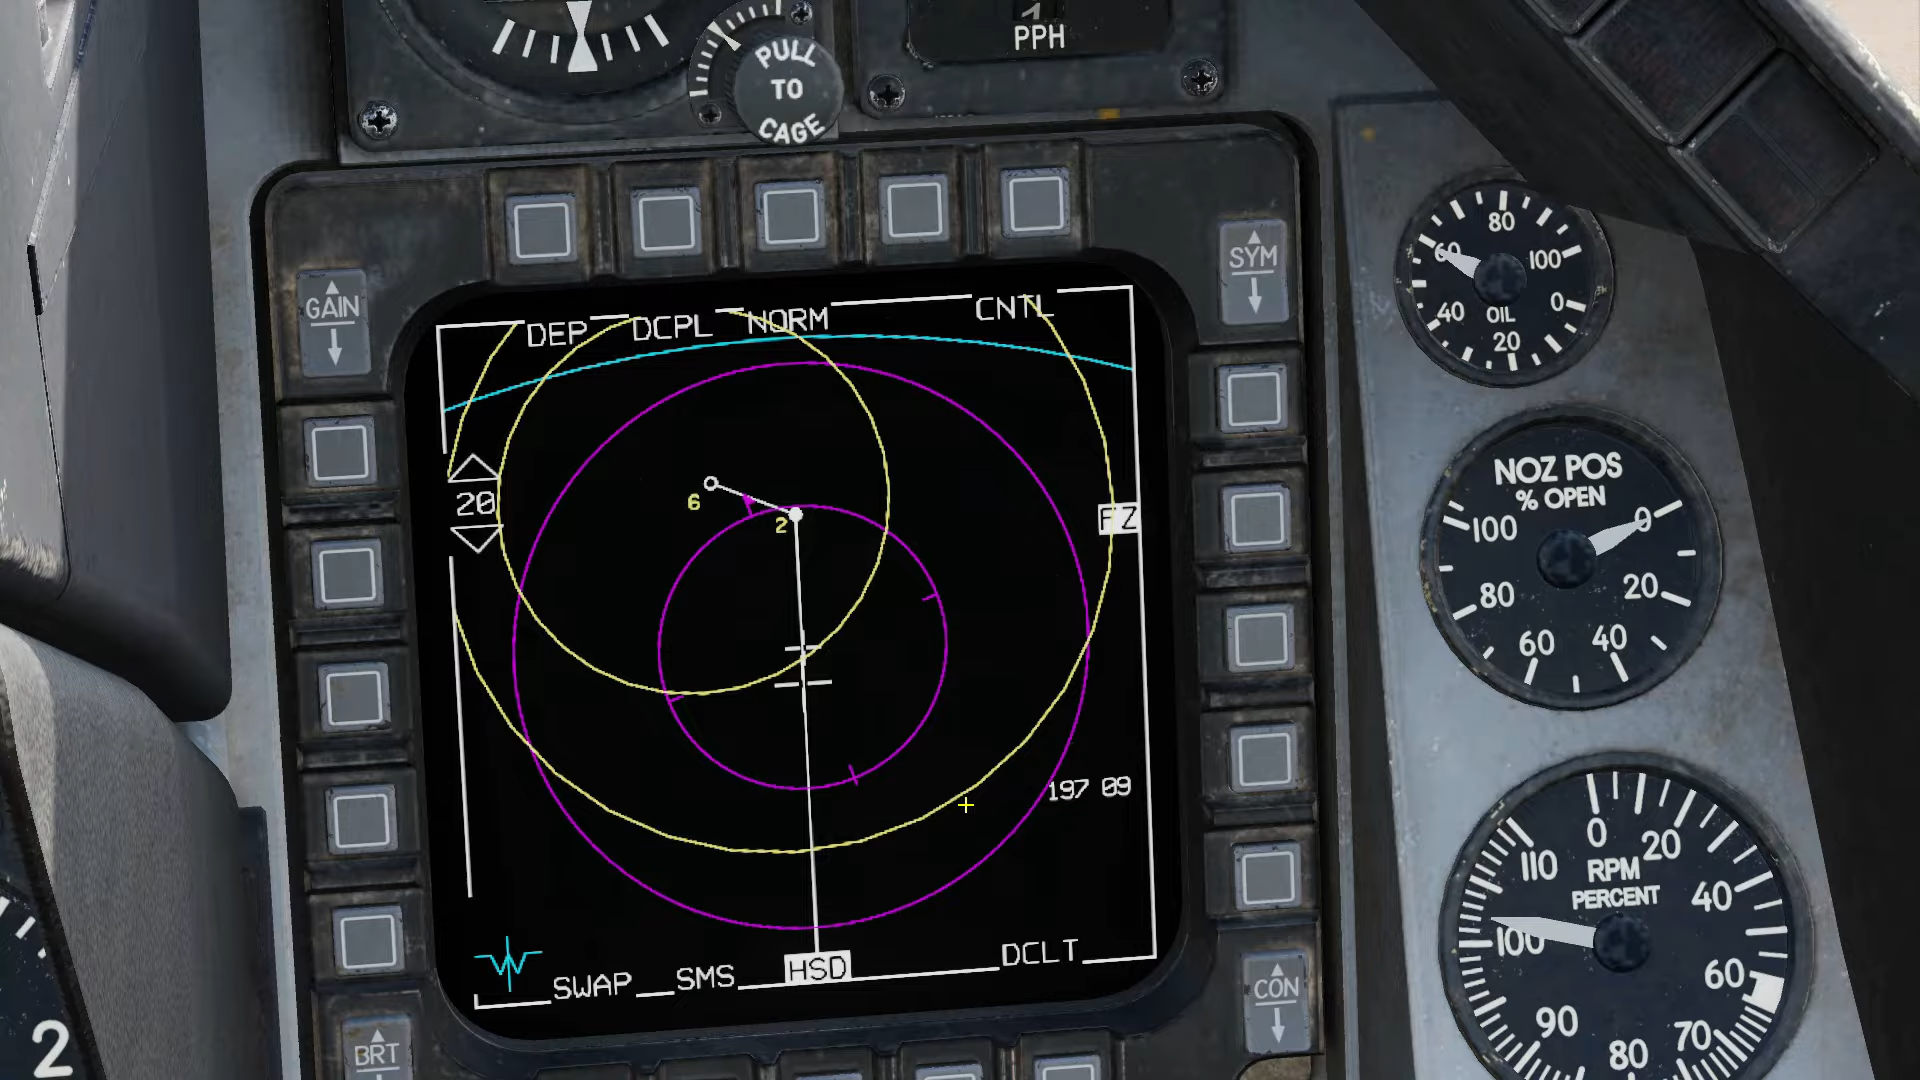 PPH
PULL
TO
CAGE
SYM
GAIN
DEP DCPL NORM CNTL
20
6
2
FZ
197 09
SWAP SMS HSD DCLT
BRT
CON
80
60 100
40 0
OIL
20
NOZ POS
% OPEN
100 0
80 20
60 40
0 20
110 RPM 40
PERCENT
100 60
90 70
80
2